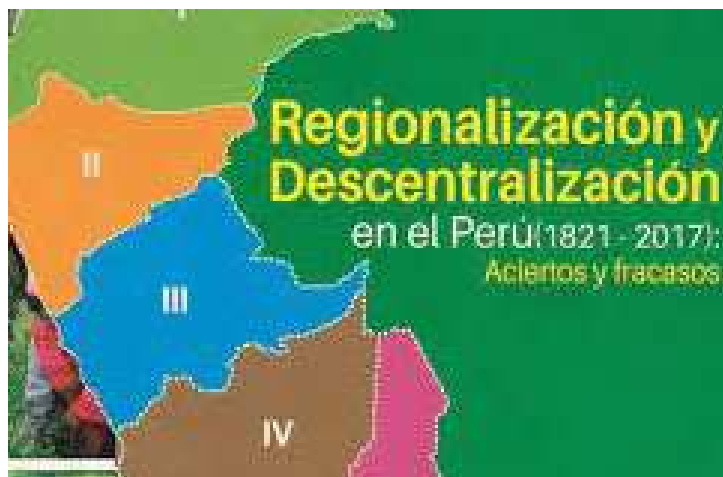 II
Regionalización y
Descentralización
en el Perú(1821 - 2017):
Aciertos y fracasos
III
IV